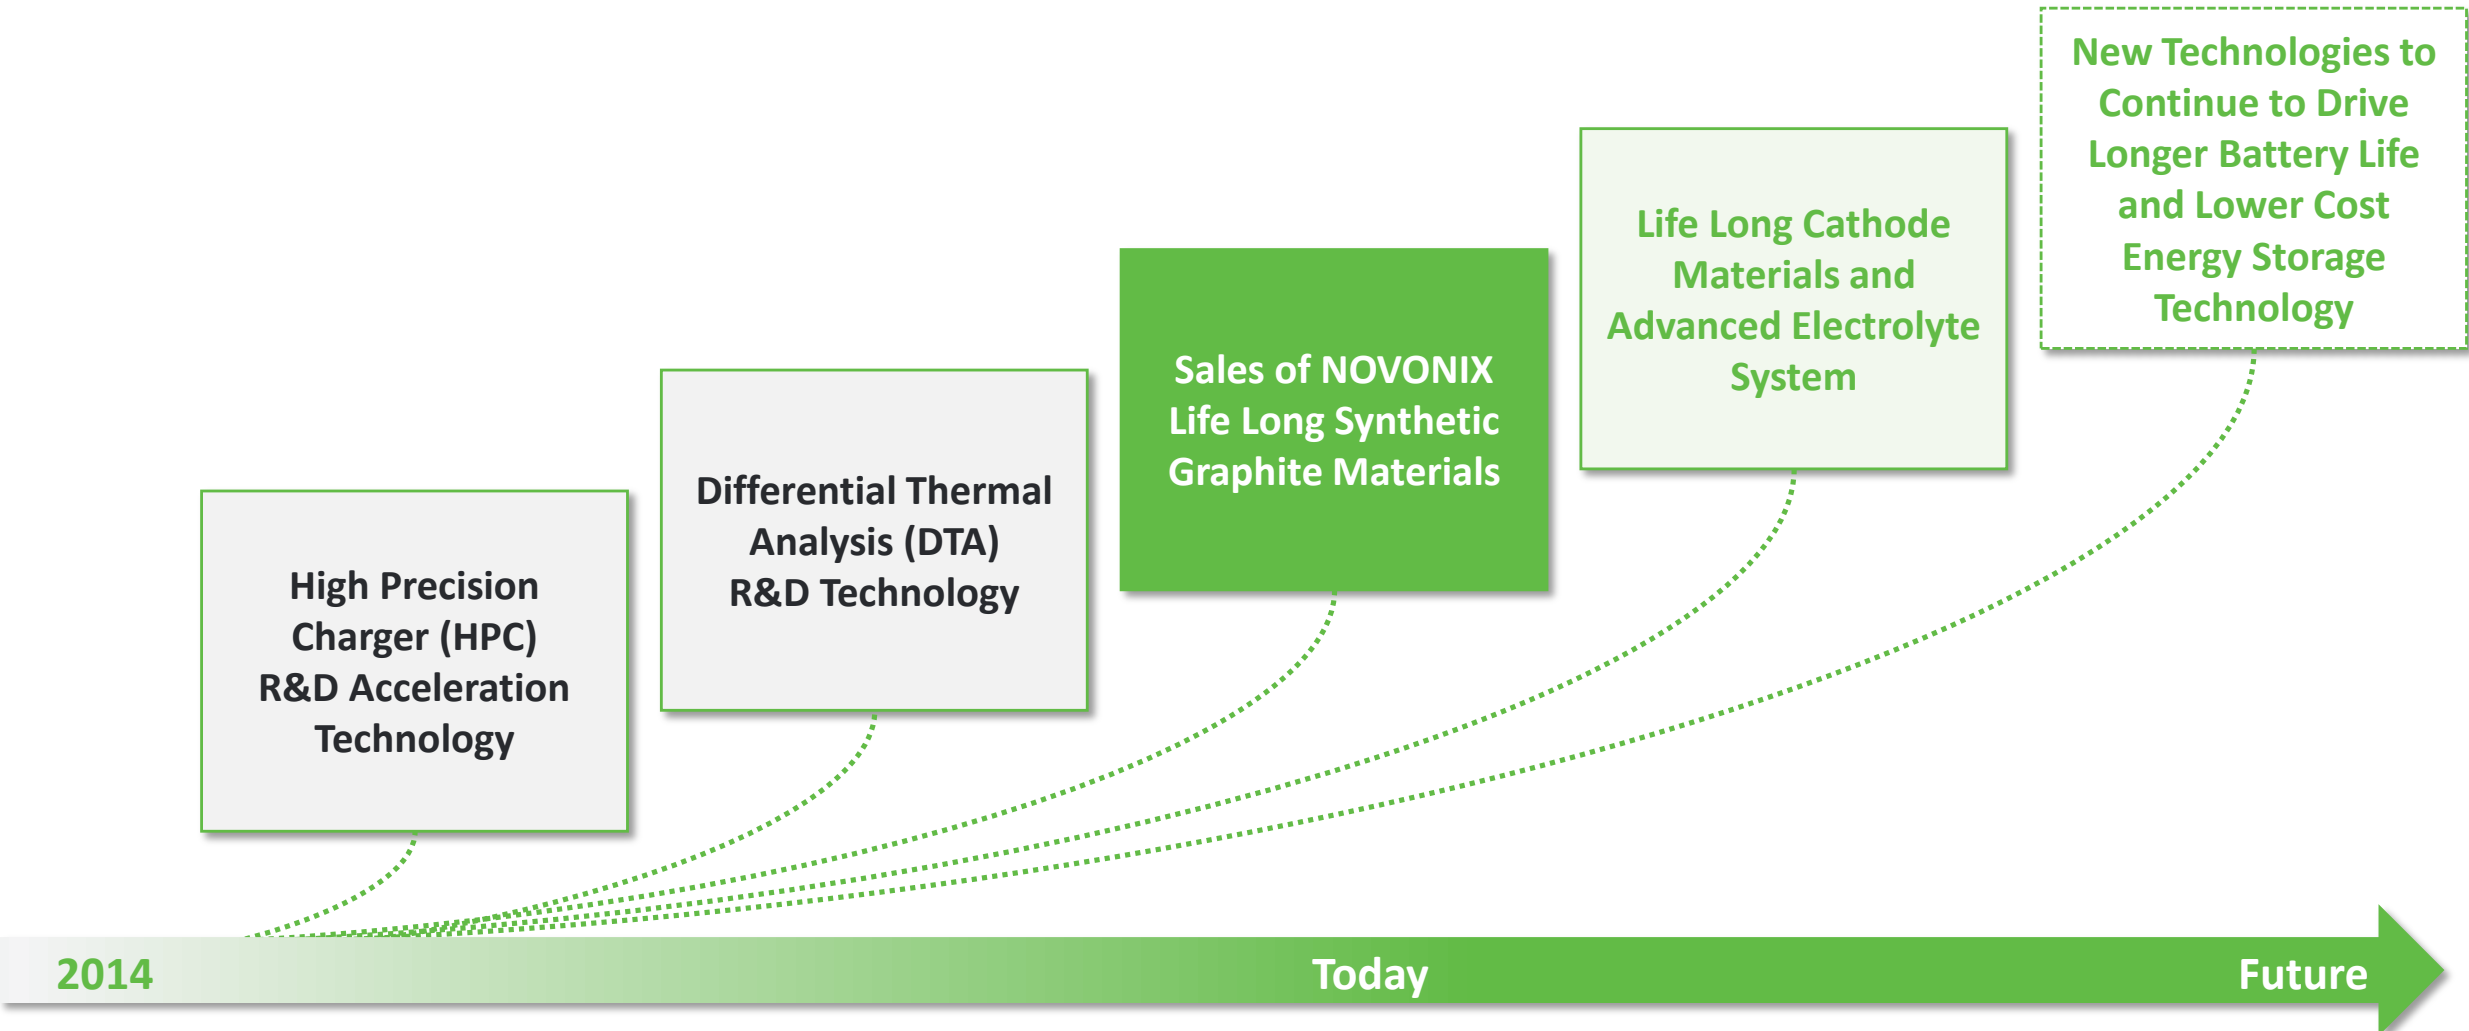 High Precision
Charger (HPC)
R&D Acceleration
Technology
Differential Thermal
Analysis (DTA)
R&D Technology
Sales of NOVONIX
Life Long Synthetic
Graphite Materials
Life Long Cathode
Materials and
Advanced Electrolyte
System
New Technologies to
Continue to Drive
Longer Battery Life
and Lower Cost
Energy Storage
Technology
2014
Today
Future